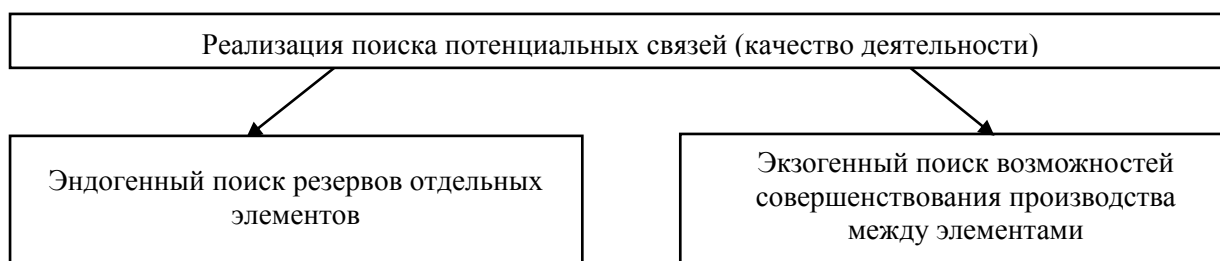 Реализация поиска потенциальных связей (качество деятельности)
Эндогенный поиск резервов отдельных
элементов
Экзогенный поиск возможностей
совершенствования производства
между элементами